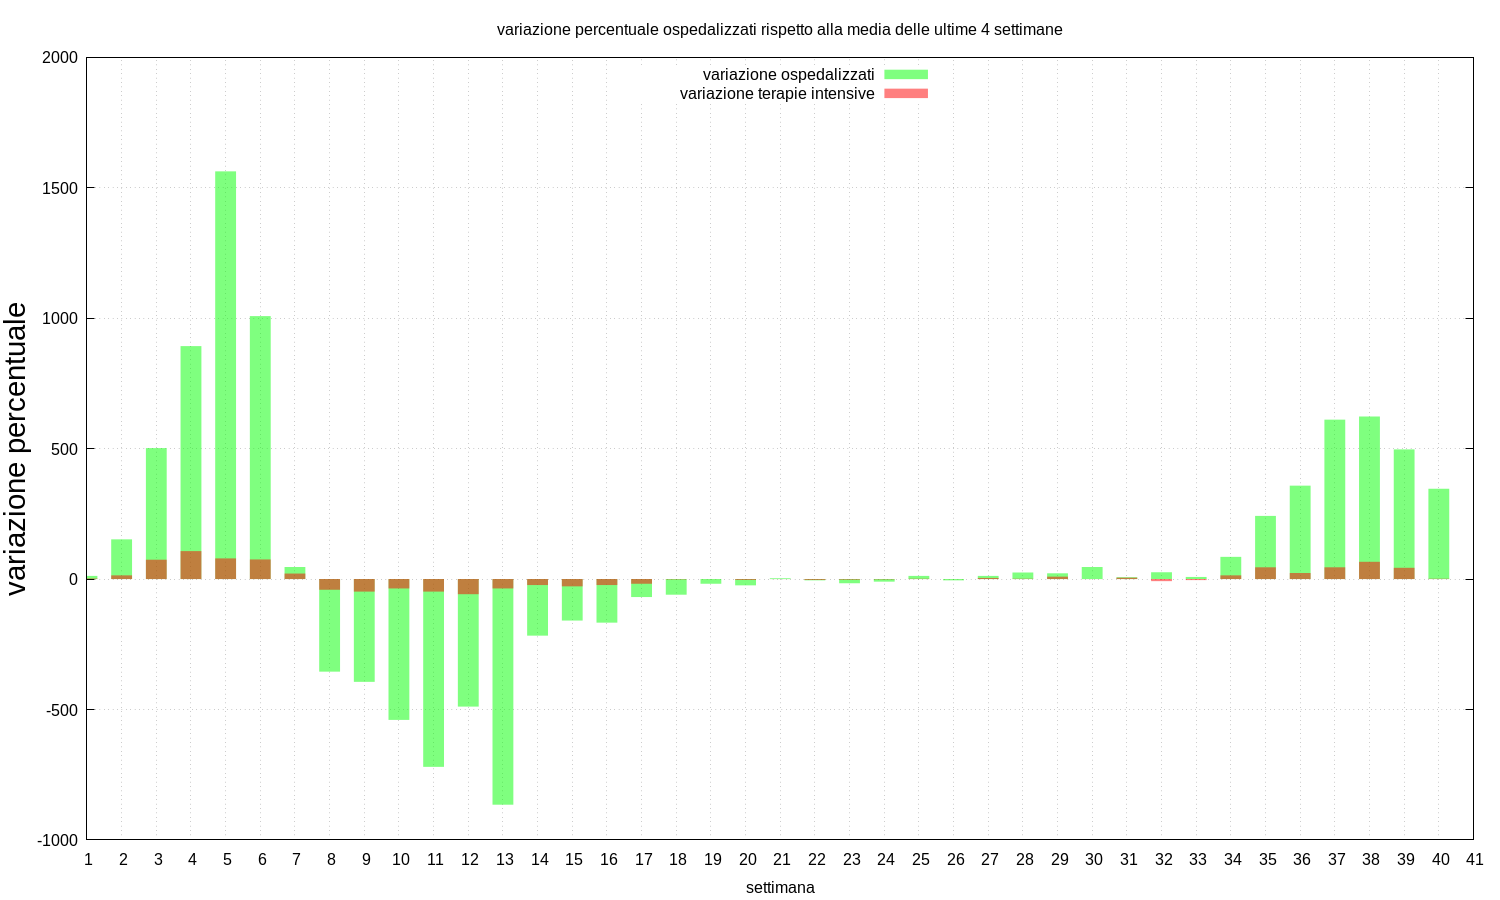 variazione percentuale ospedalizzati rispetto alla media delle ultime 4 settimane
variazione ospedalizzati
variazione terapie intensive
variazione percentuale
2000
1500
1000
500
0
-500
-1000
1 2 3 4 5 6 7 8 9 10 11 12 13 14 15 16 17 18 19 20 21 22 23 24 25 26 27 28 29 30 31 32 33 34 35 36 37 38 39 40 41
settimana